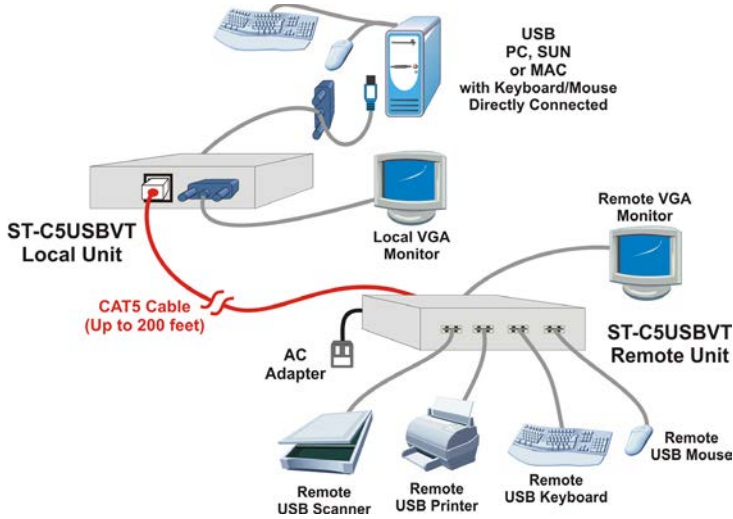 USB
PC, SUN
or MAC
with Keyboard/Mouse
Directly Connected
ST-C5USBVT
Local Unit
Local VGA
Monitor
Remote VGA
Monitor
CAT5 Cable
(Up to 200 feet)
AC
Adapter
ST-C5USBVT
Remote Unit
Remote
USB Scanner
Remote
USB Printer
Remote
USB Keyboard
Remote
USB Mouse